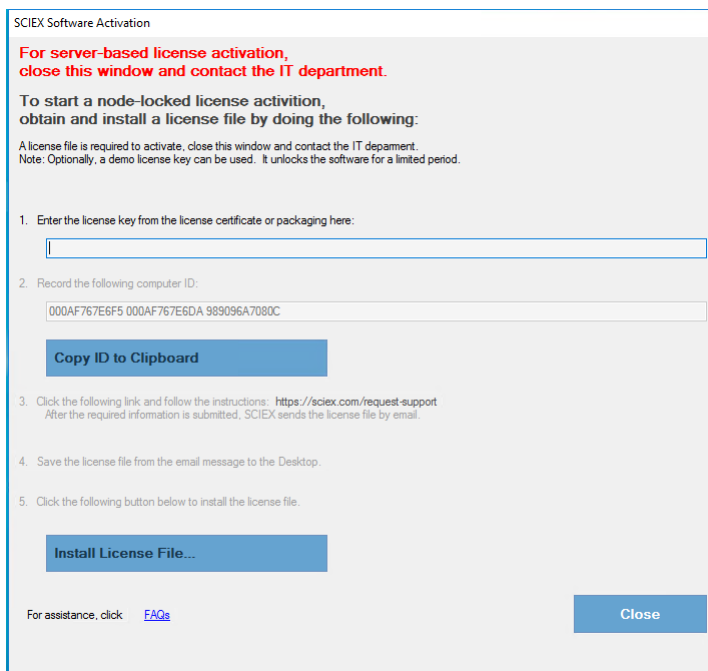 SCIEX Software Activation
For server-based license activation,
close this window and contact the IT department.
To start a node-locked license activition,
obtain and install a license file by doing the following:
A license file is required to activate, close this window and contact the IT deparment.
Note: Optionally, a demo license key can be used. It unlocks the software for a limited period.
1. Enter the license key from the license certificate or packaging here:
2. Record the following computer ID:
000AF767E6F5 000AF767E6DA 989096A7080C
Copy ID to Clipboard
3. Click the following link and follow the instructions: https://sciex.com/request-support
After the required information is submitted, SCIEX sends the license file by email.
4. Save the license file from the email message to the Desktop.
5. Click the following button below to install the license file.
Install License File...
For assistance, click FAQs
Close